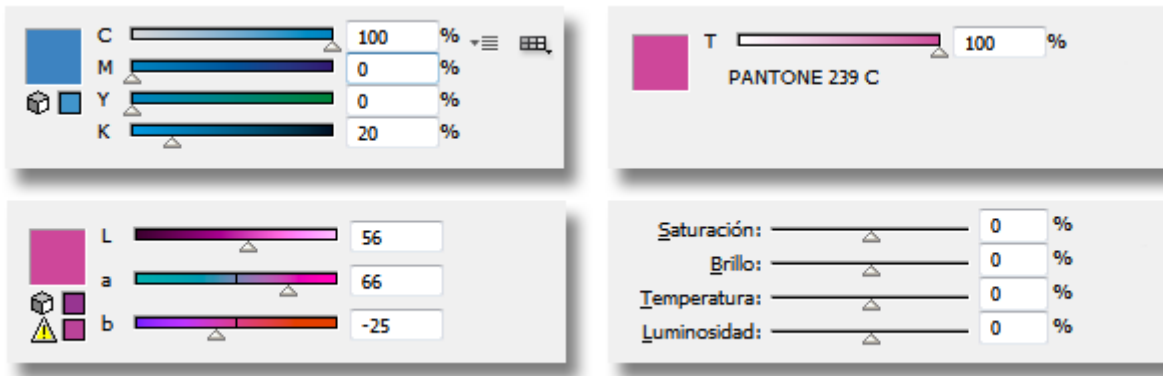 C 100 %
M 0 %
Y 0 %
K 20 %
T 100 %
PANTONE 239 C
L 56
a 66
b -25
Saturación: 0 %
Brillo: 0 %
Temperatura: 0 %
Luminosidad: 0 %